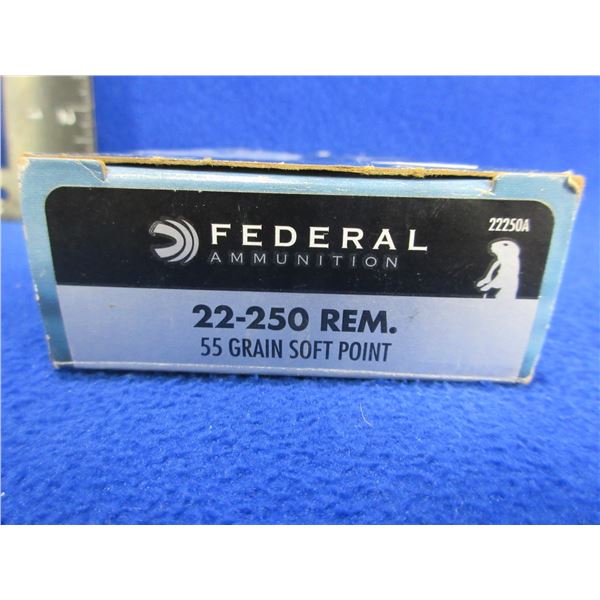 FEDERAL
AMMUNITION
22250A
22-250 REM.
55 GRAIN SOFT POINT